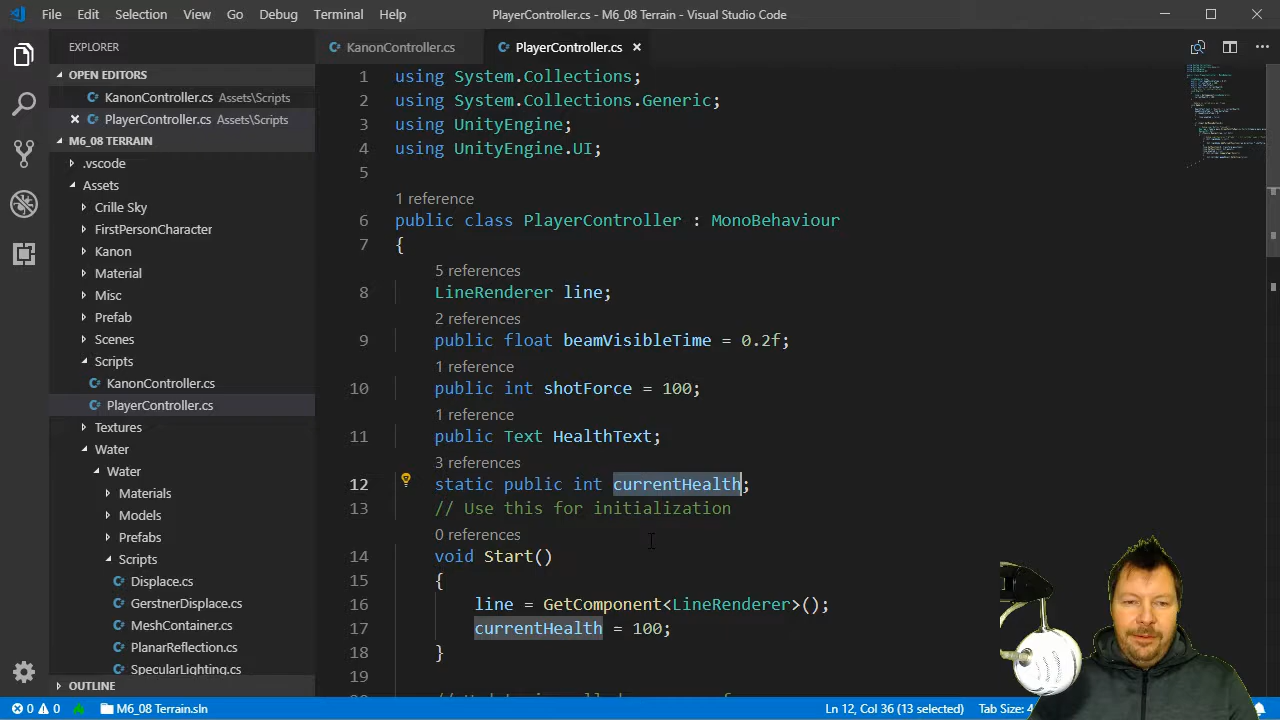 File Edit Selection View Go Debug Terminal Help
PlayerController.cs - M6_08 Terrain - Visual Studio Code
EXPLORER
OPEN EDITORS
KanonController.cs Assets\Scripts
PlayerController.cs Assets\Scripts
M6_08 TERRAIN
.vscode
Assets
Crille Sky
FirstPersonCharacter
Kanon
Material
Misc
Prefab
Scenes
Scripts
KanonController.cs
PlayerController.cs
Textures
Water
Water
Materials
Models
Prefabs
Scripts
Displace.cs
GerstnerDisplace.cs
MeshContainer.cs
PlanarReflection.cs
SpecularLighting.cs
OUTLINE
KanonController.cs PlayerController.cs
1 using System.Collections;
2 using System.Collections.Generic;
3 using UnityEngine;
4 using UnityEngine.UI;
5
1 reference
6 public class PlayerController : MonoBehaviour
7 {
5 references
8 LineRenderer line;
2 references
9 public float beamVisibleTime = 0.2f;
1 reference
10 public int shotForce = 100;
1 reference
11 public Text HealthText;
3 references
12 static public int currentHealth;
13 // Use this for initialization
0 references
14 void Start()
15 {
16 line = GetComponent<LineRenderer>();
17 currentHealth = 100;
18 }
19
0 0 M6_08 Terrain.sln Ln 12, Col 36 (13 selected) Tab Size: